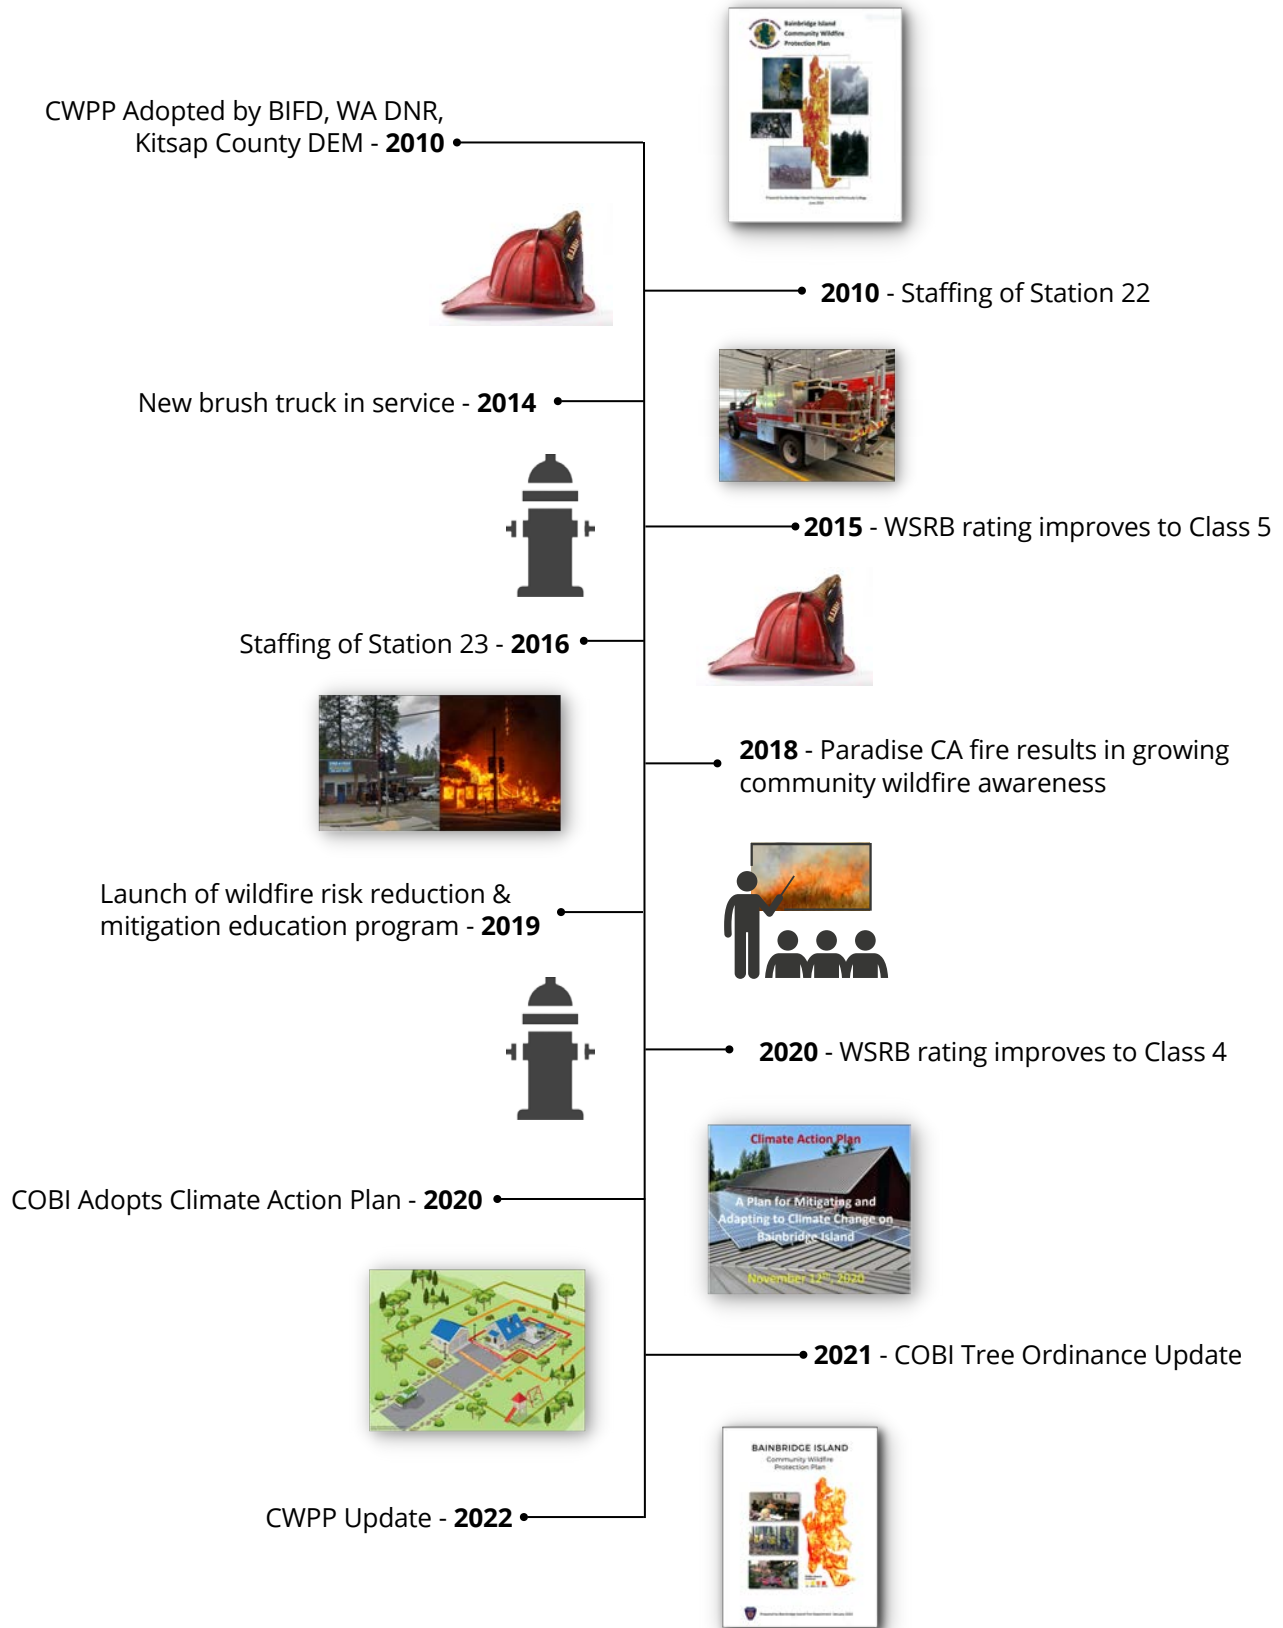 Bainbridge Island
Community Wildfire
Protection Plan
CWPP Adopted by BIFD, WA DNR,
Kitsap County DEM - 2010
2010 - Staffing of Station 22
New brush truck in service - 2014
2015 - WSRB rating improves to Class 5
Staffing of Station 23 - 2016
2018 - Paradise CA fire results in growing
community wildfire awareness
Launch of wildfire risk reduction &
mitigation education program - 2019
2020 - WSRB rating improves to Class 4
Climate Action Plan
A Plan for Mitigating and
Adapting to Climate Change on
Bainbridge Island
November 12th, 2020
COBI Adopts Climate Action Plan - 2020
2021 - COBI Tree Ordinance Update
BAINBRIDGE ISLAND
Community Wildfire
Protection Plan
CWPP Update - 2022